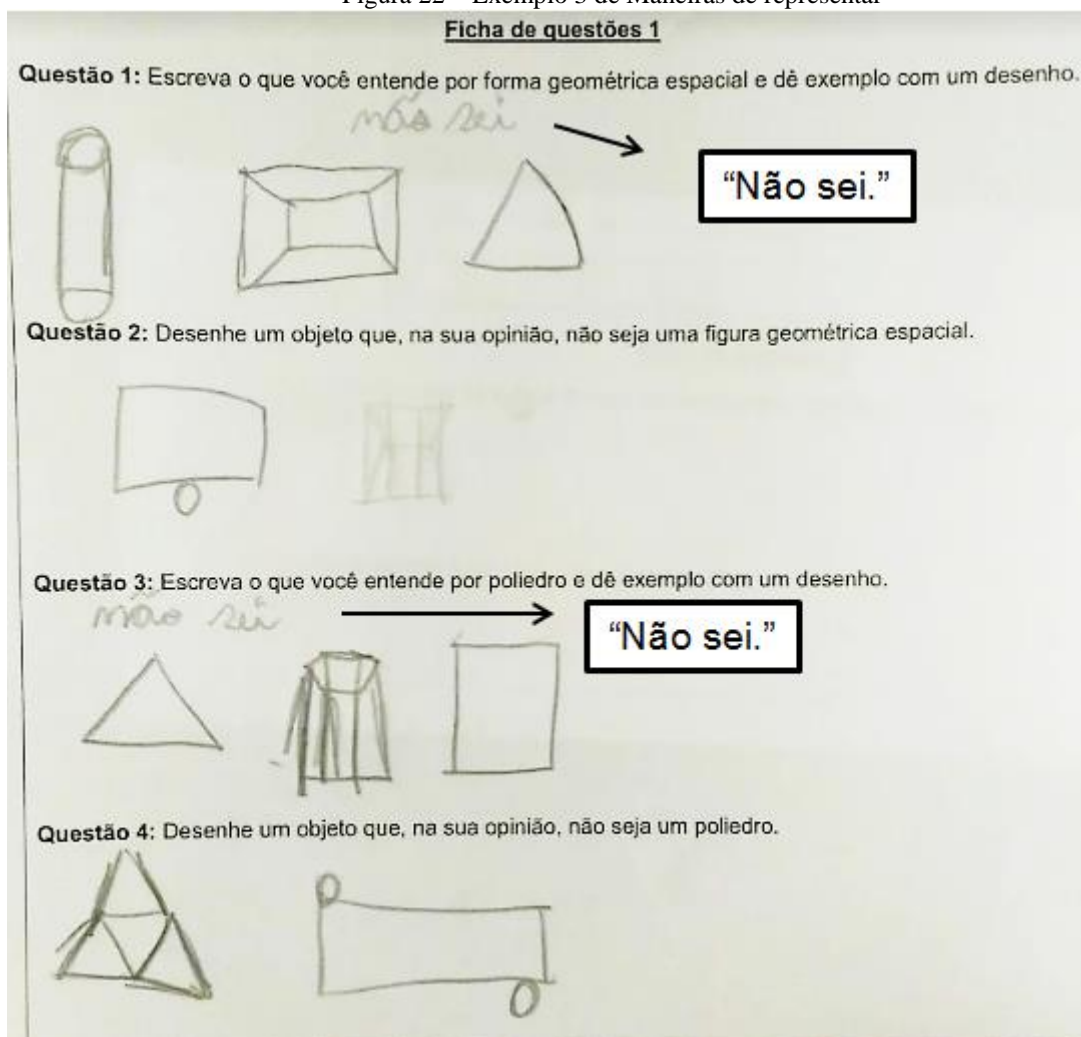 Figura 22 – Exemplo 3 de Maneiras de representar
Ficha de questões 1
Questão 1: Escreva o que você entende por forma geométrica espacial e dê exemplo com um desenho.
não sei
“Não sei.”
Questão 2: Desenhe um objeto que, na sua opinião, não seja uma figura geométrica espacial.
Questão 3: Escreva o que você entende por poliedro e dê exemplo com um desenho.
não sei
“Não sei.”
Questão 4: Desenhe um objeto que, na sua opinião, não seja um poliedro.